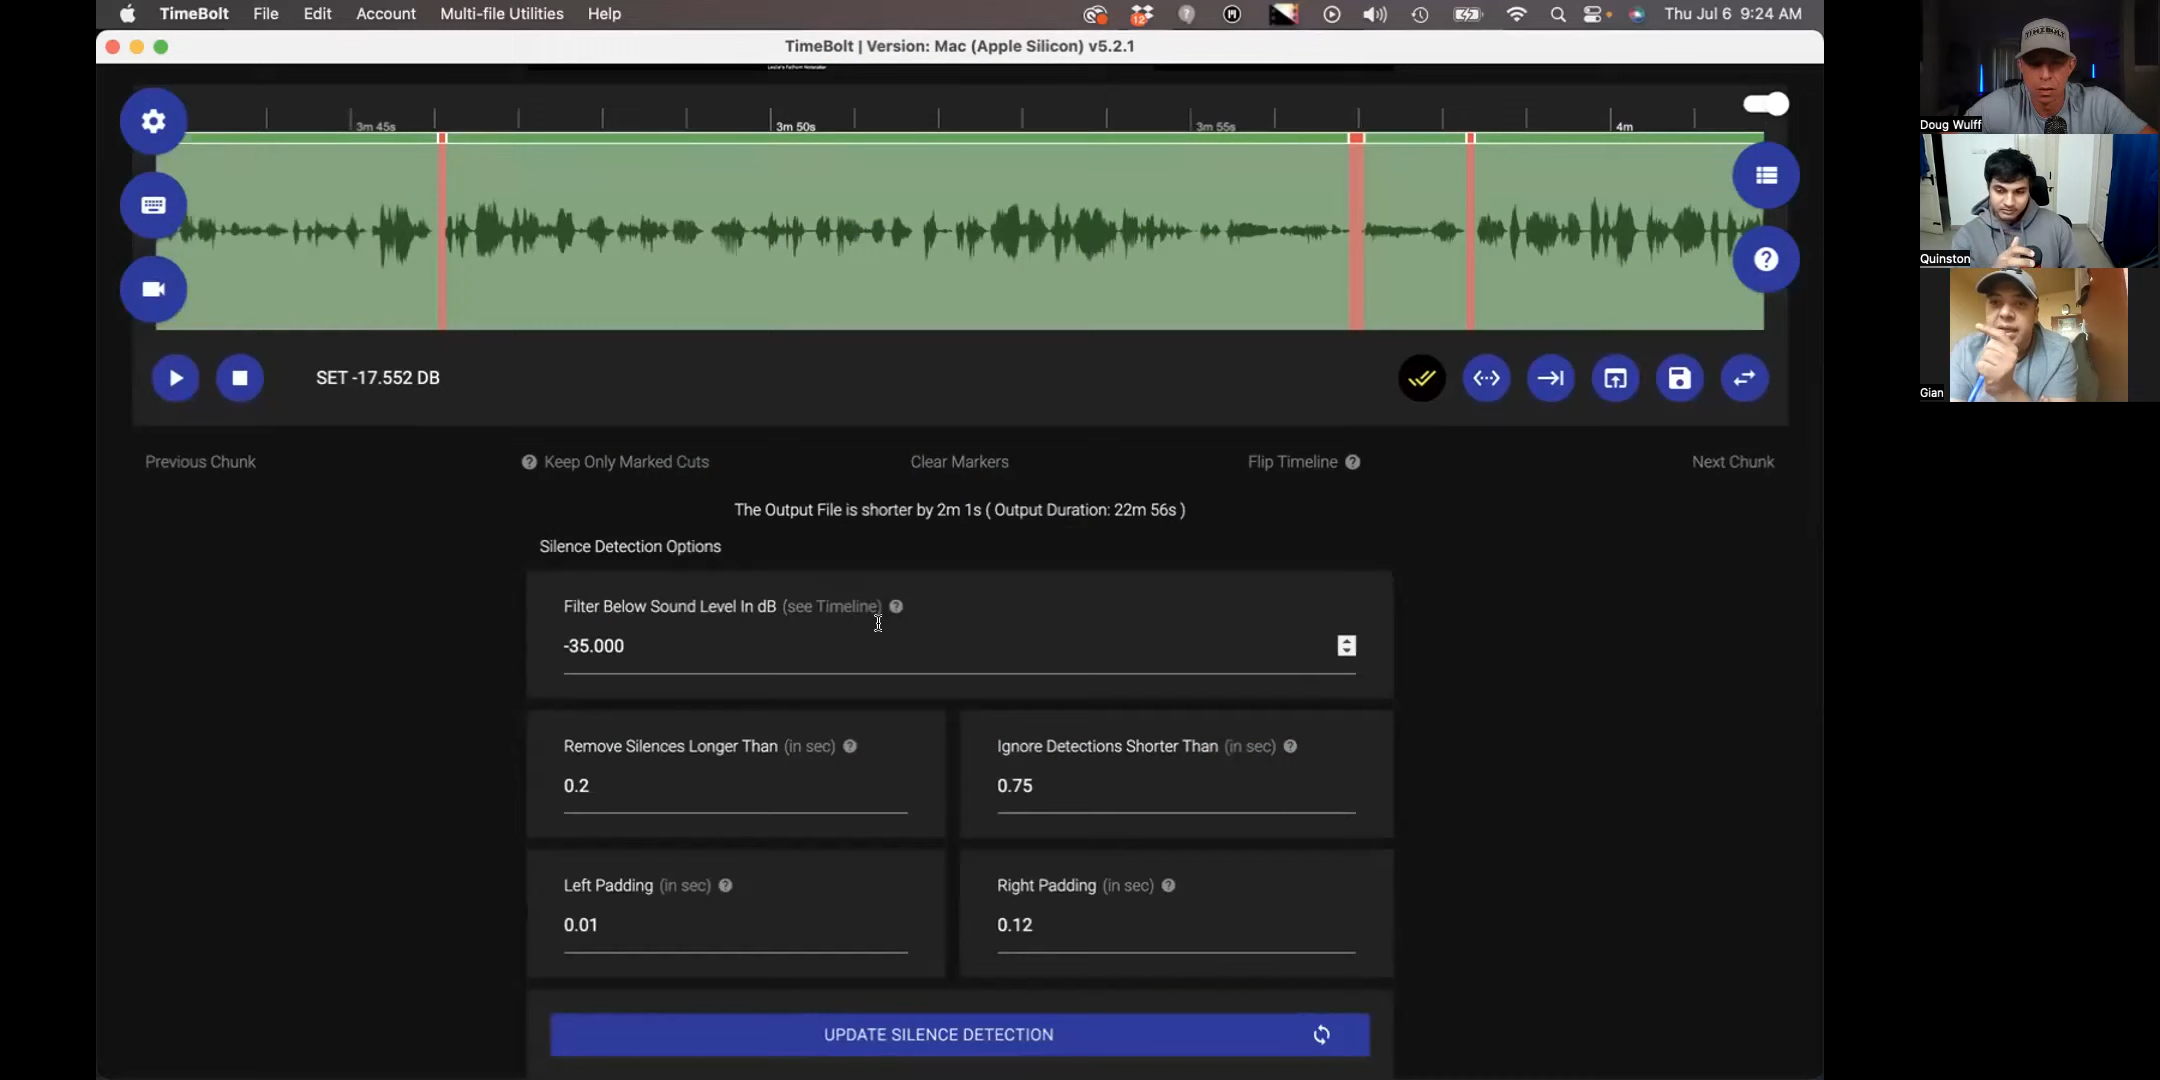 TimeBolt File Edit Account Multi-file Utilities Help 12 Thu Jul 6 9:24 AM
TimeBolt | Version: Mac (Apple Silicon) v5.2.1
3m 45s 3m 50s 3m 55s 4m
SET -17.552 DB
Previous Chunk Keep Only Marked Cuts Clear Markers Flip Timeline Next Chunk
The Output File is shorter by 2m 1s ( Output Duration: 22m 56s )
Silence Detection Options
Filter Below Sound Level In dB (see Timeline)
-35.000
Remove Silences Longer Than (in sec)
0.2
Ignore Detections Shorter Than (in sec)
0.75
Left Padding (in sec)
0.01
Right Padding (in sec)
0.12
UPDATE SILENCE DETECTION
TIMEBOLT
Doug Wulff
Quinston
Gian